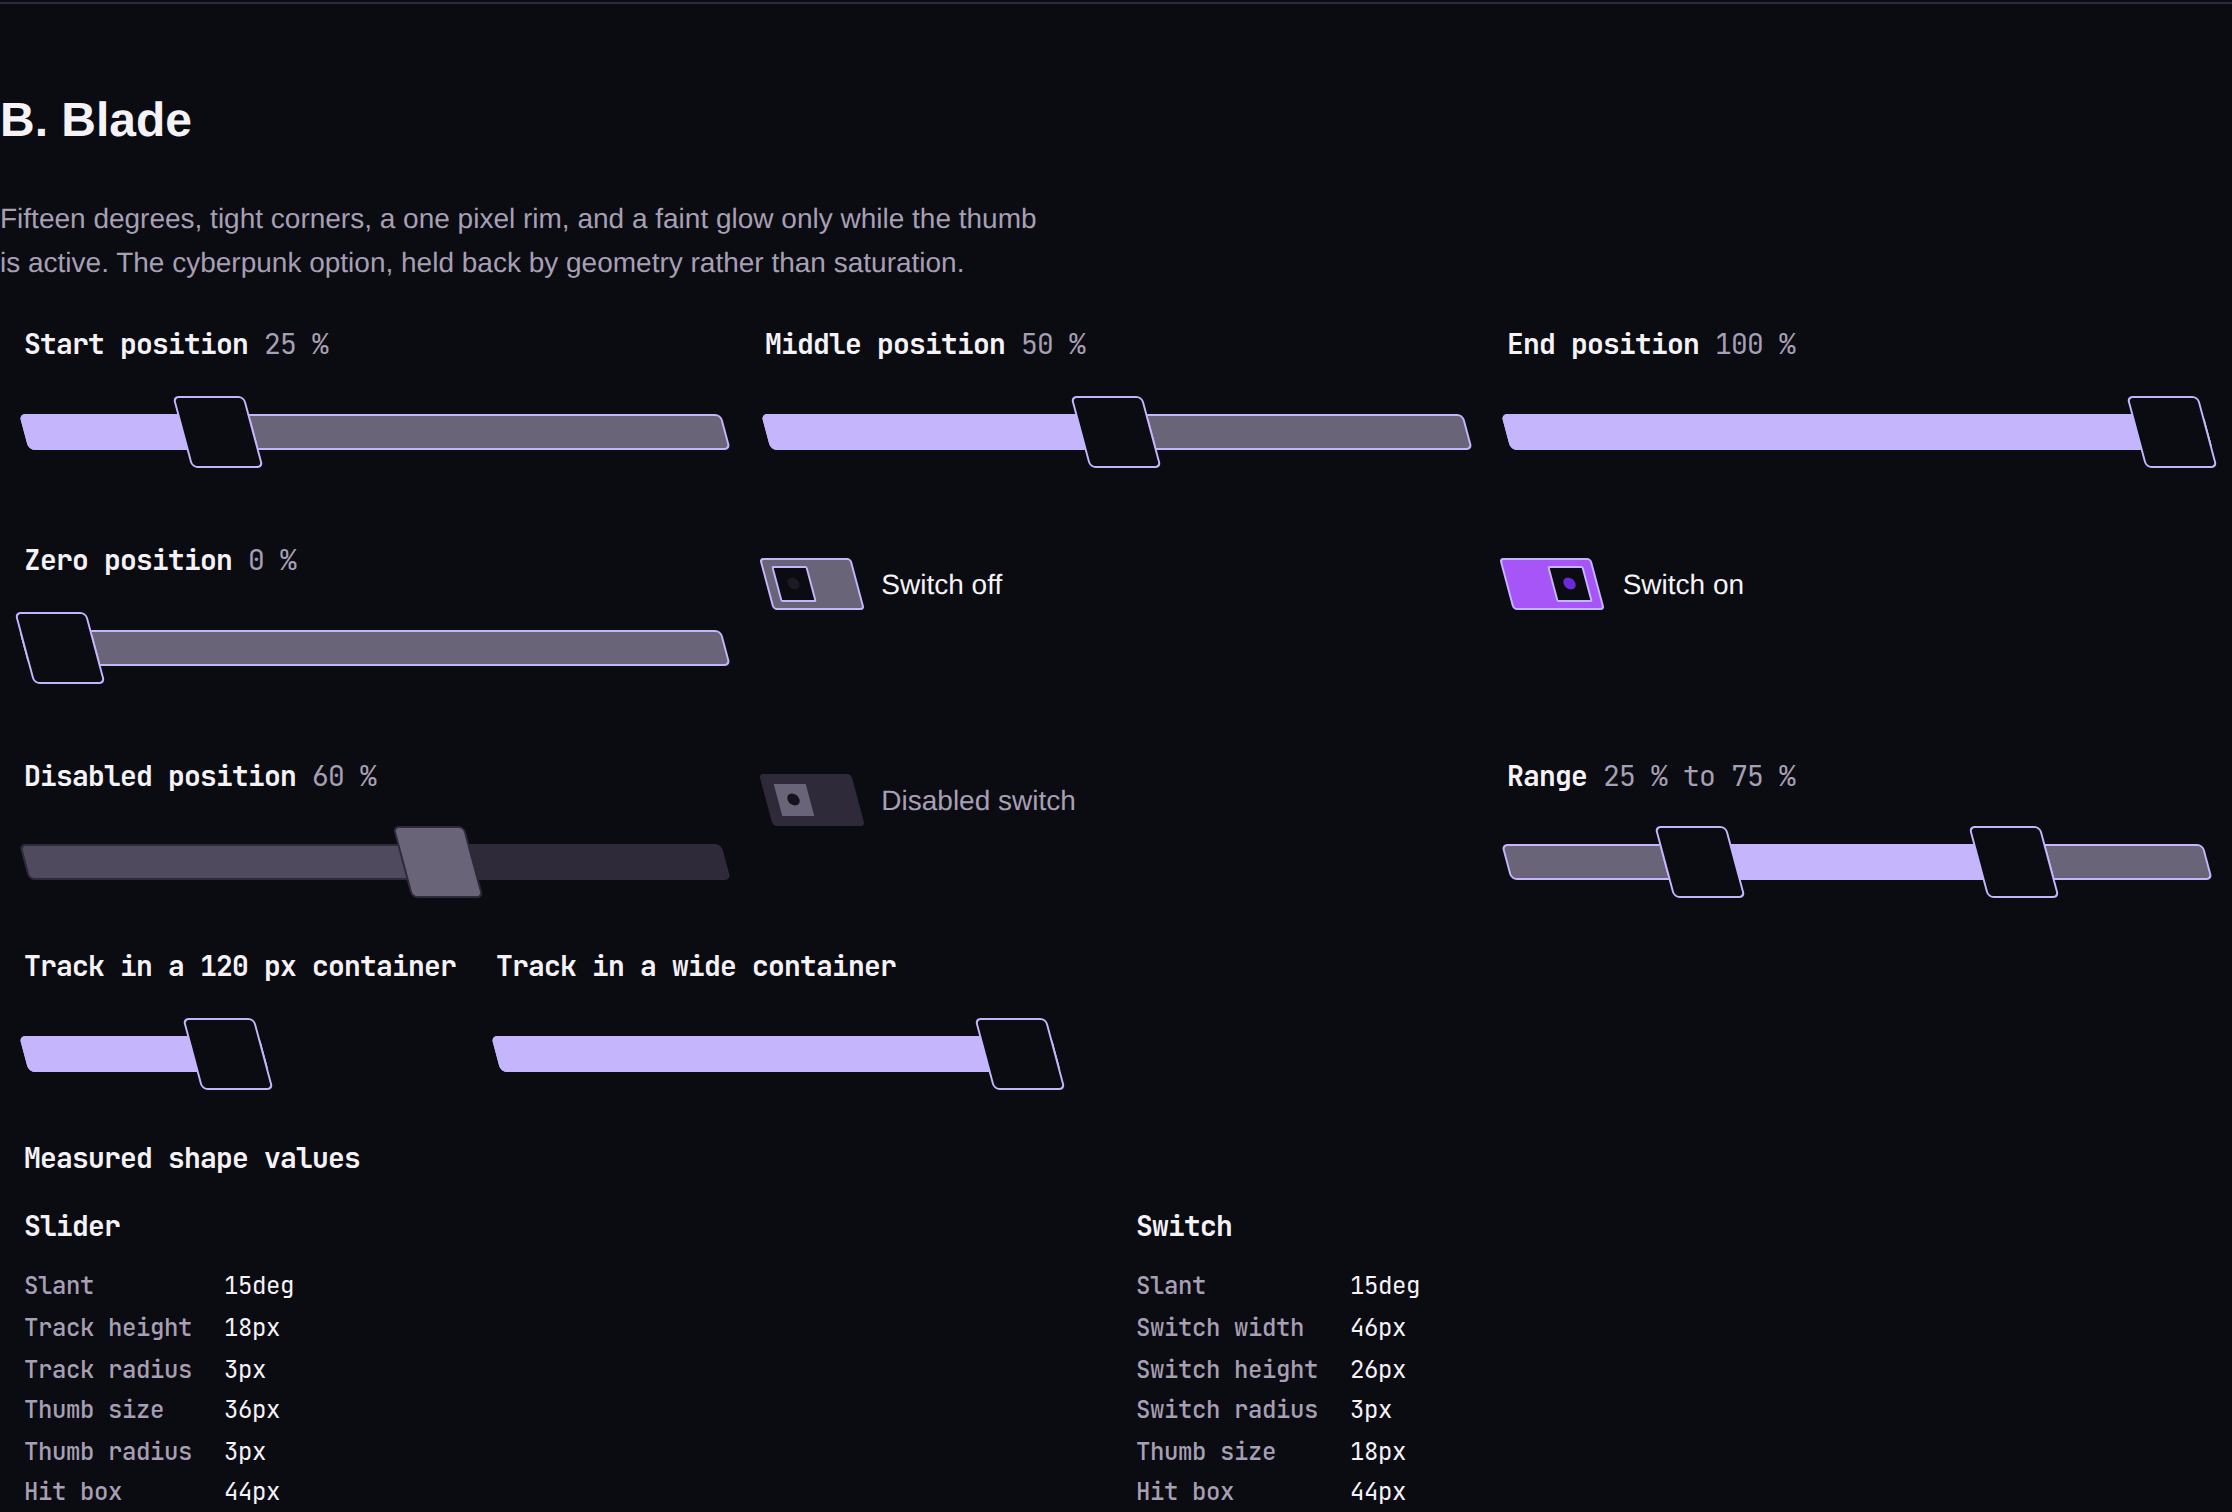 B. Blade
Fifteen degrees, tight corners, a one pixel rim, and a faint glow only while the thumb
is active. The cyberpunk option, held back by geometry rather than saturation.
Start position 25 %
Middle position 50 %
End position 100 %
Zero position 0 %
Switch off
Switch on
Disabled position 60 %
Disabled switch
Range 25 % to 75 %
Track in a 120 px container
Track in a wide container
Measured shape values
Slider
Slant 15deg
Track height 18px
Track radius 3px
Thumb size 36px
Thumb radius 3px
Hit box 44px
Switch
Slant 15deg
Switch width 46px
Switch height 26px
Switch radius 3px
Thumb size 18px
Hit box 44px